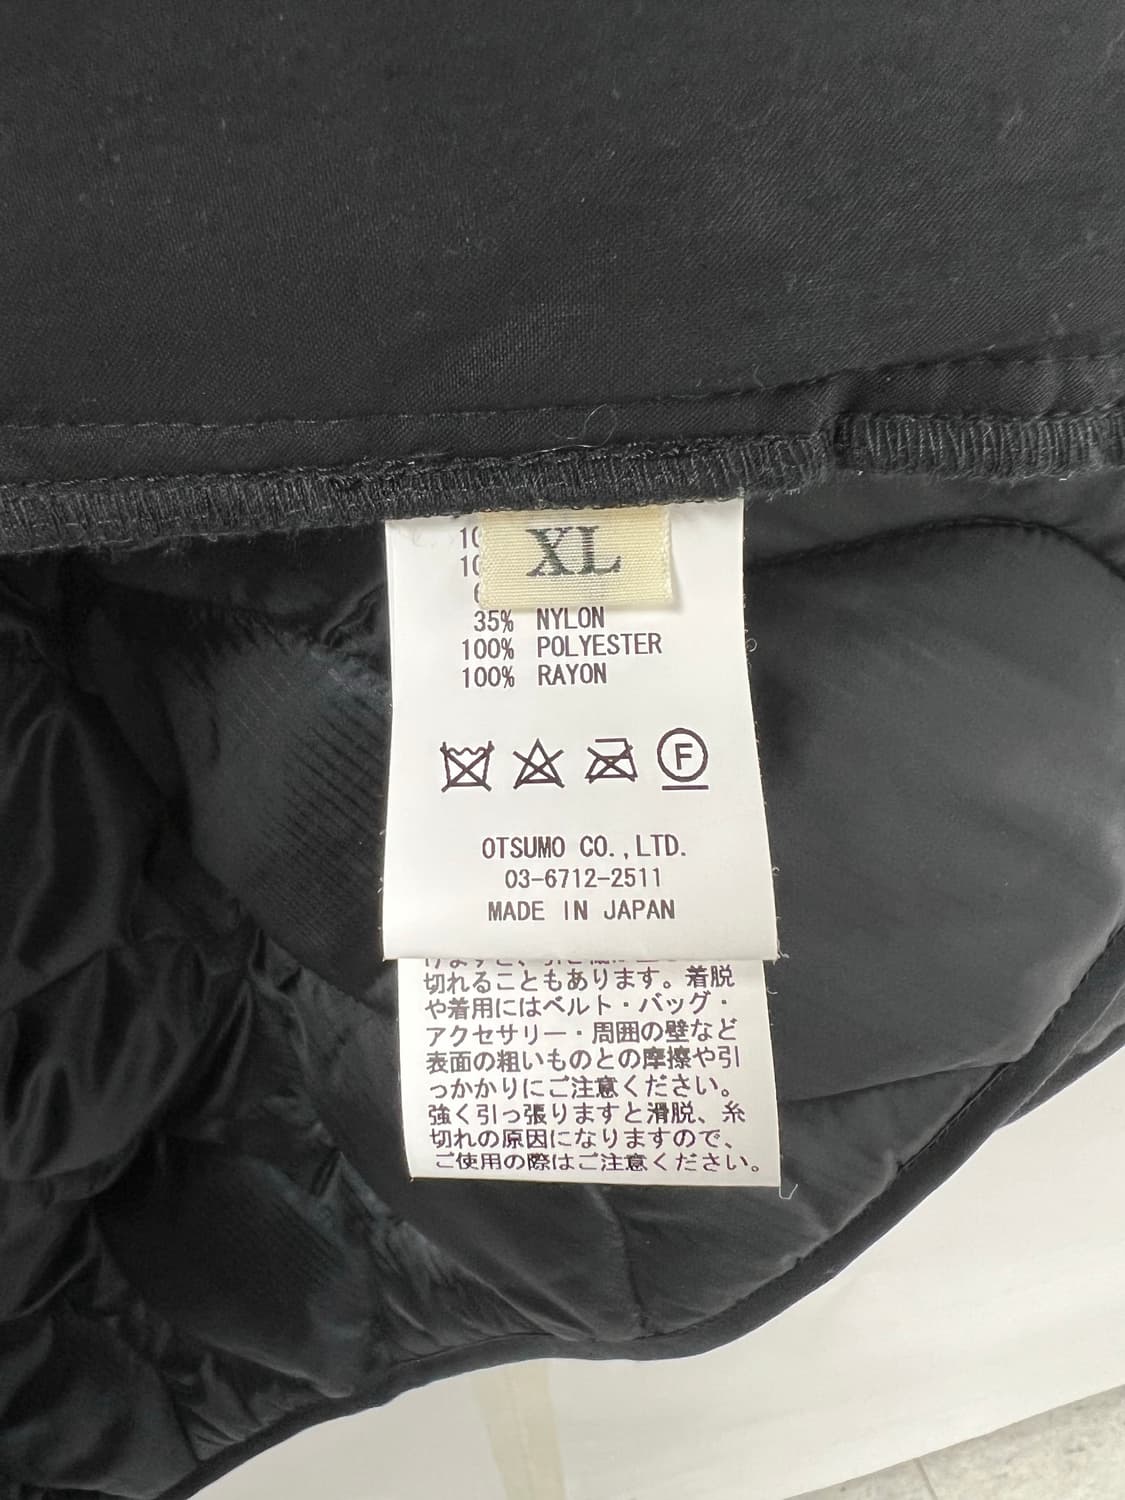 XL
35% NYLON
100% POLYESTER
100% RAYON
F
OTSUMO CO.,LTD.
03-6712-2511
MADE IN JAPAN
切れることもあります。着脱
や着用にはベルト・バッグ・
アクセサリー・周囲の壁など
表面の粗いものとの摩擦や引
っかかりにご注意ください。
強く引っ張りますと滑脱、糸
切れの原因になりますので、
ご使用の際はご注意ください。